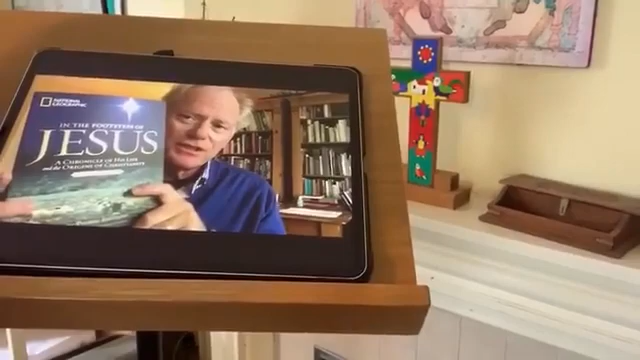 NATIONAL
GEOGRAPHIC
IN THE FOOTSTEPS OF
JESUS
A CHRONICLE OF HIS LIFE
AND THE ORIGINS OF CHRISTIANITY